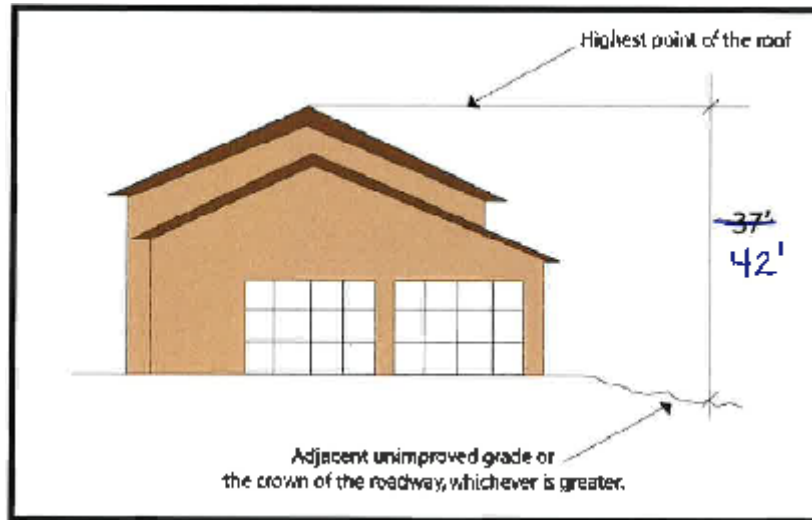 Highest point of the roof
37'
42'
Adjacent unimproved grade or
the crown of the roadway, whichever is greater.